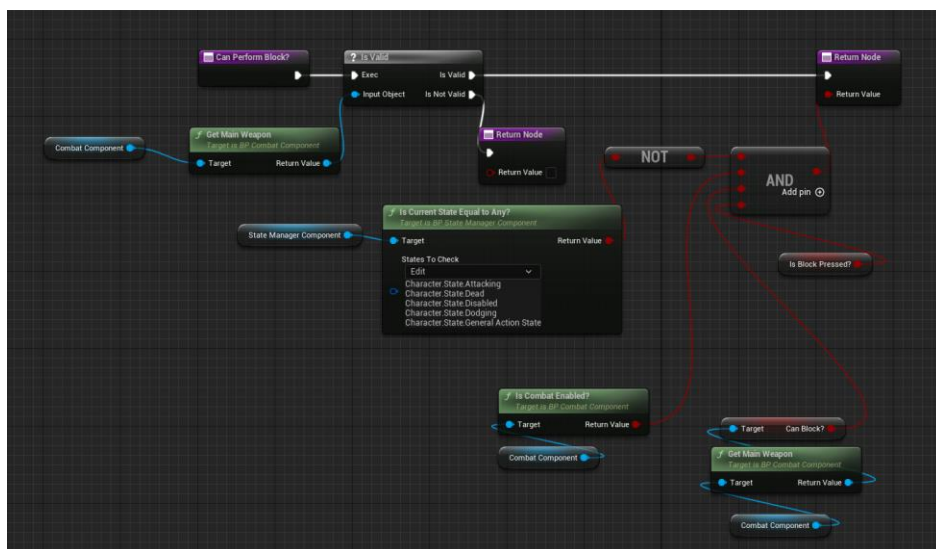 Can Perform Block?
? Is Valid
Exec
Is Valid
Input Object
Is Not Valid
Return Node
Return Value
Combat Component
f Get Main Weapon
Target is BP Combat Component
Target
Return Value
Return Node
Return Value
NOT
AND
Add pin
State Manager Component
f Is Current State Equal to Any?
Target is BP State Manager Component
Target
Return Value
States To Check
Edit
Character.State.Attacking
Character.State.Dead
Character.State.Disabled
Character.State.Dodging
Character.State.General Action State
Is Block Pressed?
f Is Combat Enabled?
Target is BP Combat Component
Target
Return Value
Combat Component
Target
Can Block?
f Get Main Weapon
Target is BP Combat Component
Target
Return Value
Combat Component